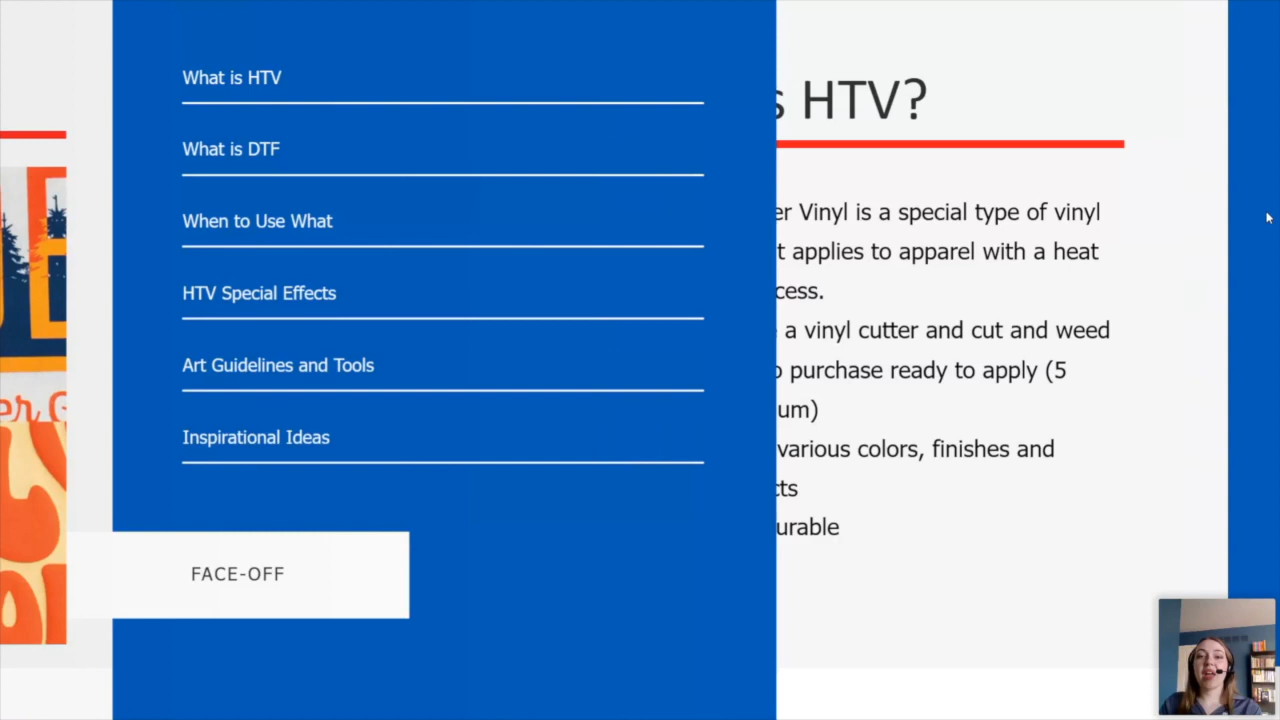 What is HTV
What is DTF
When to Use What
HTV Special Effects
Art Guidelines and Tools
Inspirational Ideas
FACE-OFF
s HTV?
er Vinyl is a special type of vinyl
t applies to apparel with a heat
cess.
a vinyl cutter and cut and weed
o purchase ready to apply (5
um)
various colors, finishes and
cts
urable